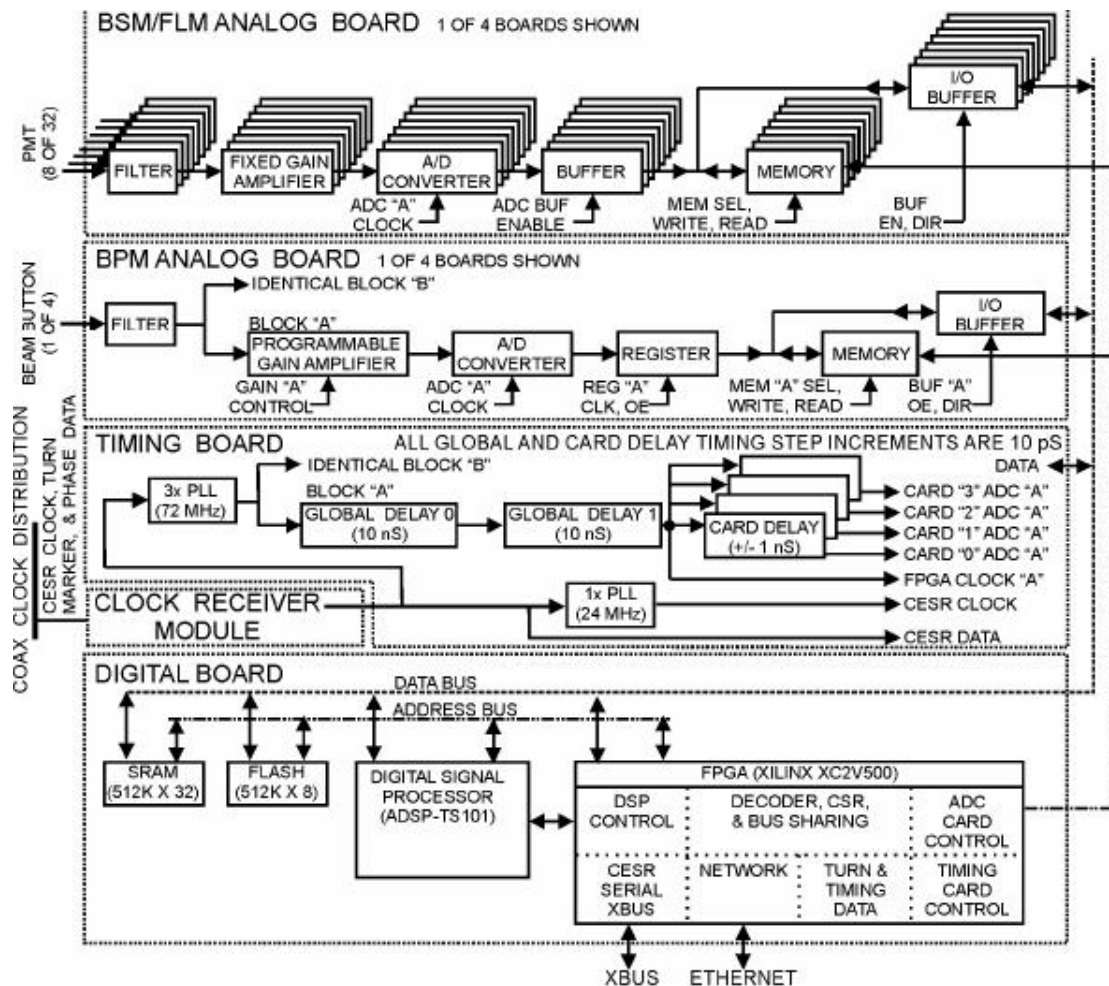 BSM/FLM ANALOG BOARD 1 OF 4 BOARDS SHOWN
PMT
(8 OF 32)
FILTER
FIXED GAIN
AMPLIFIER
A/D
CONVERTER
BUFFER
MEMORY
I/O
BUFFER
ADC "A"
CLOCK
ADC BUF
ENABLE
MEM SEL,
WRITE, READ
BUF
EN, DIR
BPM ANALOG BOARD 1 OF 4 BOARDS SHOWN
BEAM BUTTON
(1 OF 4)
FILTER
IDENTICAL BLOCK "B"
BLOCK "A"
PROGRAMMABLE
GAIN AMPLIFIER
A/D
CONVERTER
REGISTER
MEMORY
I/O
BUFFER
GAIN "A"
CONTROL
ADC "A"
CLOCK
REG "A"
CLK, OE
MEM "A" SEL,
WRITE, READ
BUF "A"
OE, DIR
TIMING BOARD ALL GLOBAL AND CARD DELAY TIMING STEP INCREMENTS ARE 10 pS
COAX CLOCK DISTRIBUTION
CESR CLOCK, TURN
MARKER, & PHASE DATA
3x PLL
(72 MHz)
IDENTICAL BLOCK "B"
BLOCK "A"
GLOBAL DELAY 0
(10 nS)
GLOBAL DELAY 1
(10 nS)
CARD DELAY
(+/- 1 nS)
DATA
CARD "3" ADC "A"
CARD "2" ADC "A"
CARD "1" ADC "A"
CARD "0" ADC "A"
FPGA CLOCK "A"
CESR CLOCK
CESR DATA
1x PLL
(24 MHz)
CLOCK RECEIVER
MODULE
DIGITAL BOARD
DATA BUS
ADDRESS BUS
SRAM
(512K X 32)
FLASH
(512K X 8)
DIGITAL SIGNAL
PROCESSOR
(ADSP-TS101)
FPGA (XILINX XC2V500)
DSP
CONTROL
DECODER, CSR,
& BUS SHARING
ADC
CARD
CONTROL
CESR
SERIAL
XBUS
NETWORK
TURN &
TIMING
DATA
TIMING
CARD
CONTROL
XBUS
ETHERNET